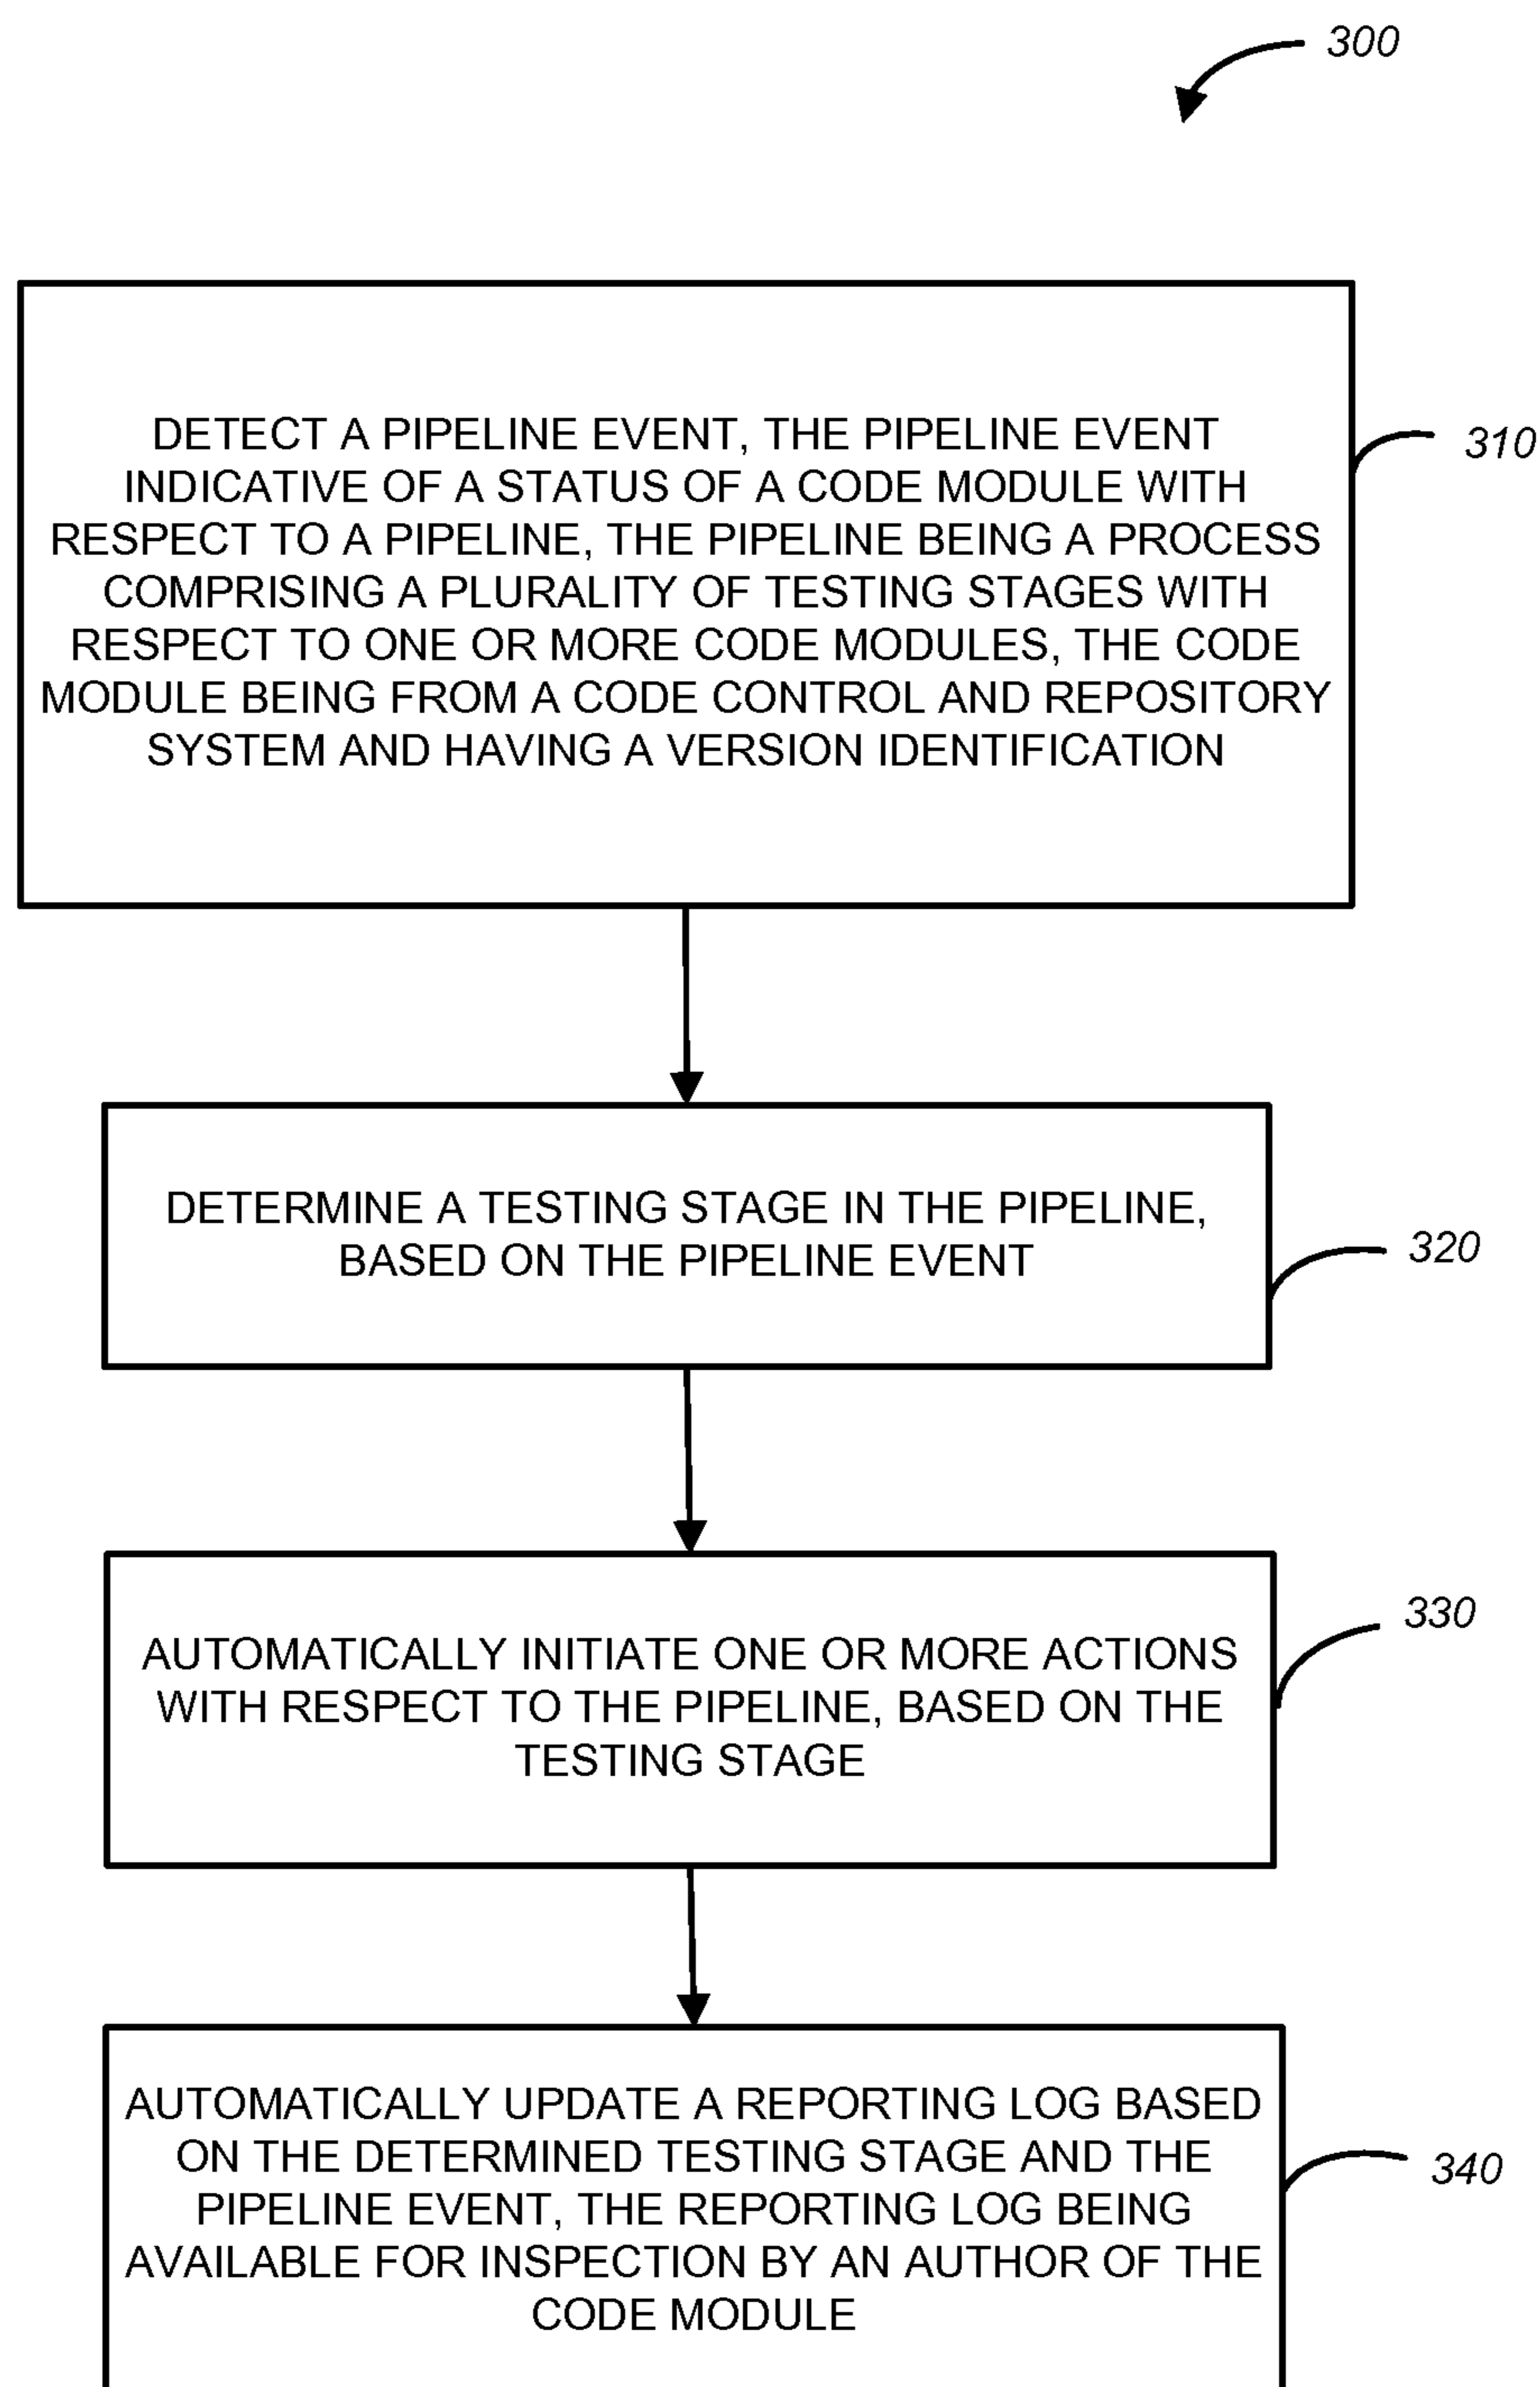 300
DETECT A PIPELINE EVENT, THE PIPELINE EVENT
INDICATIVE OF A STATUS OF A CODE MODULE WITH
RESPECT TO A PIPELINE, THE PIPELINE BEING A PROCESS
COMPRISING A PLURALITY OF TESTING STAGES WITH
RESPECT TO ONE OR MORE CODE MODULES, THE CODE
MODULE BEING FROM A CODE CONTROL AND REPOSITORY
SYSTEM AND HAVING A VERSION IDENTIFICATION
310
DETERMINE A TESTING STAGE IN THE PIPELINE,
BASED ON THE PIPELINE EVENT
320
AUTOMATICALLY INITIATE ONE OR MORE ACTIONS
WITH RESPECT TO THE PIPELINE, BASED ON THE
TESTING STAGE
330
AUTOMATICALLY UPDATE A REPORTING LOG BASED
ON THE DETERMINED TESTING STAGE AND THE
PIPELINE EVENT, THE REPORTING LOG BEING
AVAILABLE FOR INSPECTION BY AN AUTHOR OF THE
CODE MODULE
340